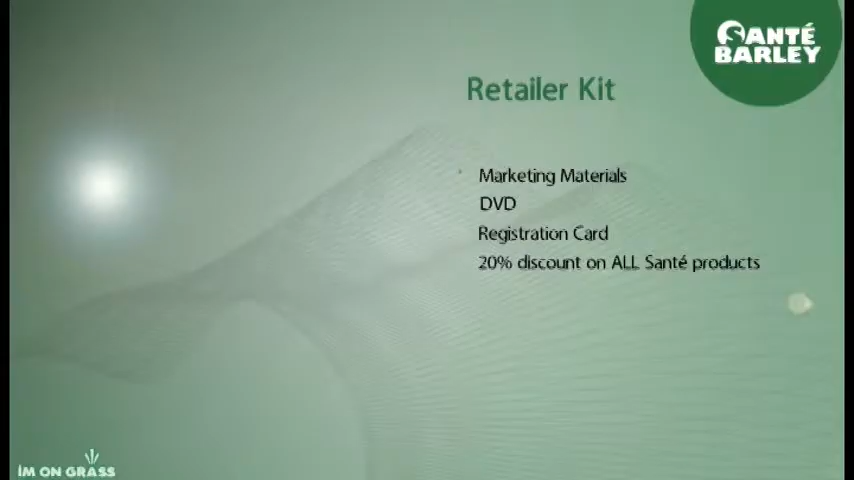 SANTÉ
BARLEY
Retailer Kit
Marketing Materials
DVD
Registration Card
20% discount on ALL Santé products
IM ON GRASS